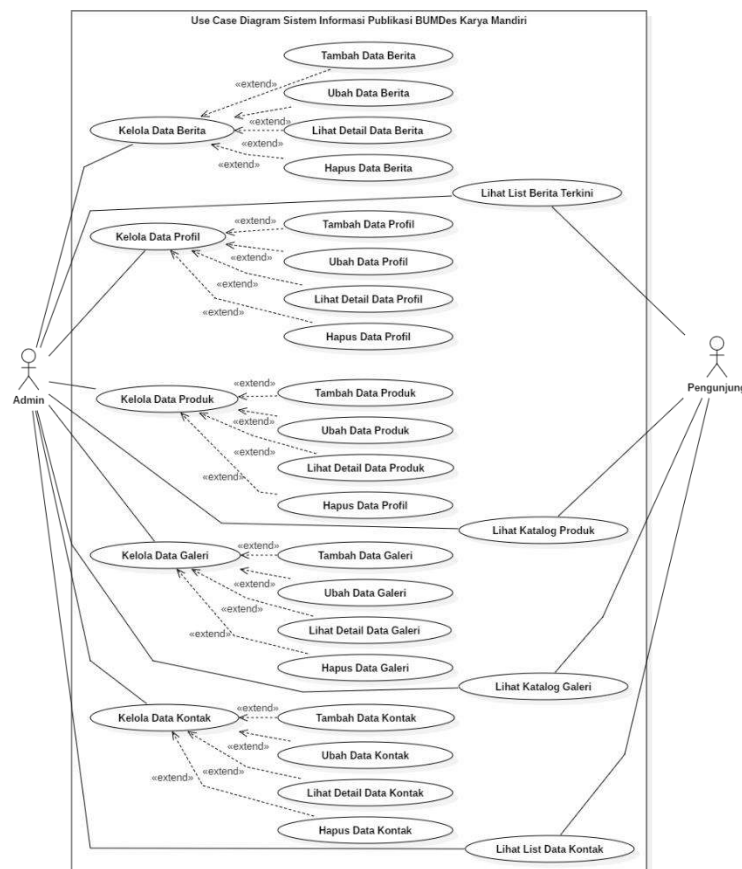 Use Case Diagram Sistem Informasi Publikasi BUMDes Karya Mandiri
Tambah Data Berita
«extend»
Ubah Data Berita
«extend»
Kelola Data Berita
Lihat Detail Data Berita
«extend»
Hapus Data Berita
«extend»
Lihat List Berita Terkini
Tambah Data Profil
«extend»
Kelola Data Profil
Ubah Data Profil
«extend»
«extend»
Lihat Detail Data Profil
«extend»
Hapus Data Profil
Admin
Pengunjung
«extend»
Tambah Data Produk
Kelola Data Produk
«extend»
Ubah Data Produk
«extend»
Lihat Detail Data Produk
«extend»
Hapus Data Profil
Lihat Katalog Produk
«extend»
Kelola Data Galeri
Tambah Data Galeri
«extend»
Ubah Data Galeri
«extend»
Lihat Detail Data Galeri
«extend»
Hapus Data Galeri
Lihat Katalog Galeri
«extend»
Kelola Data Kontak
Tambah Data Kontak
«extend»
Ubah Data Kontak
«extend»
«extend»
Lihat Detail Data Kontak
Hapus Data Kontak
Lihat List Data Kontak